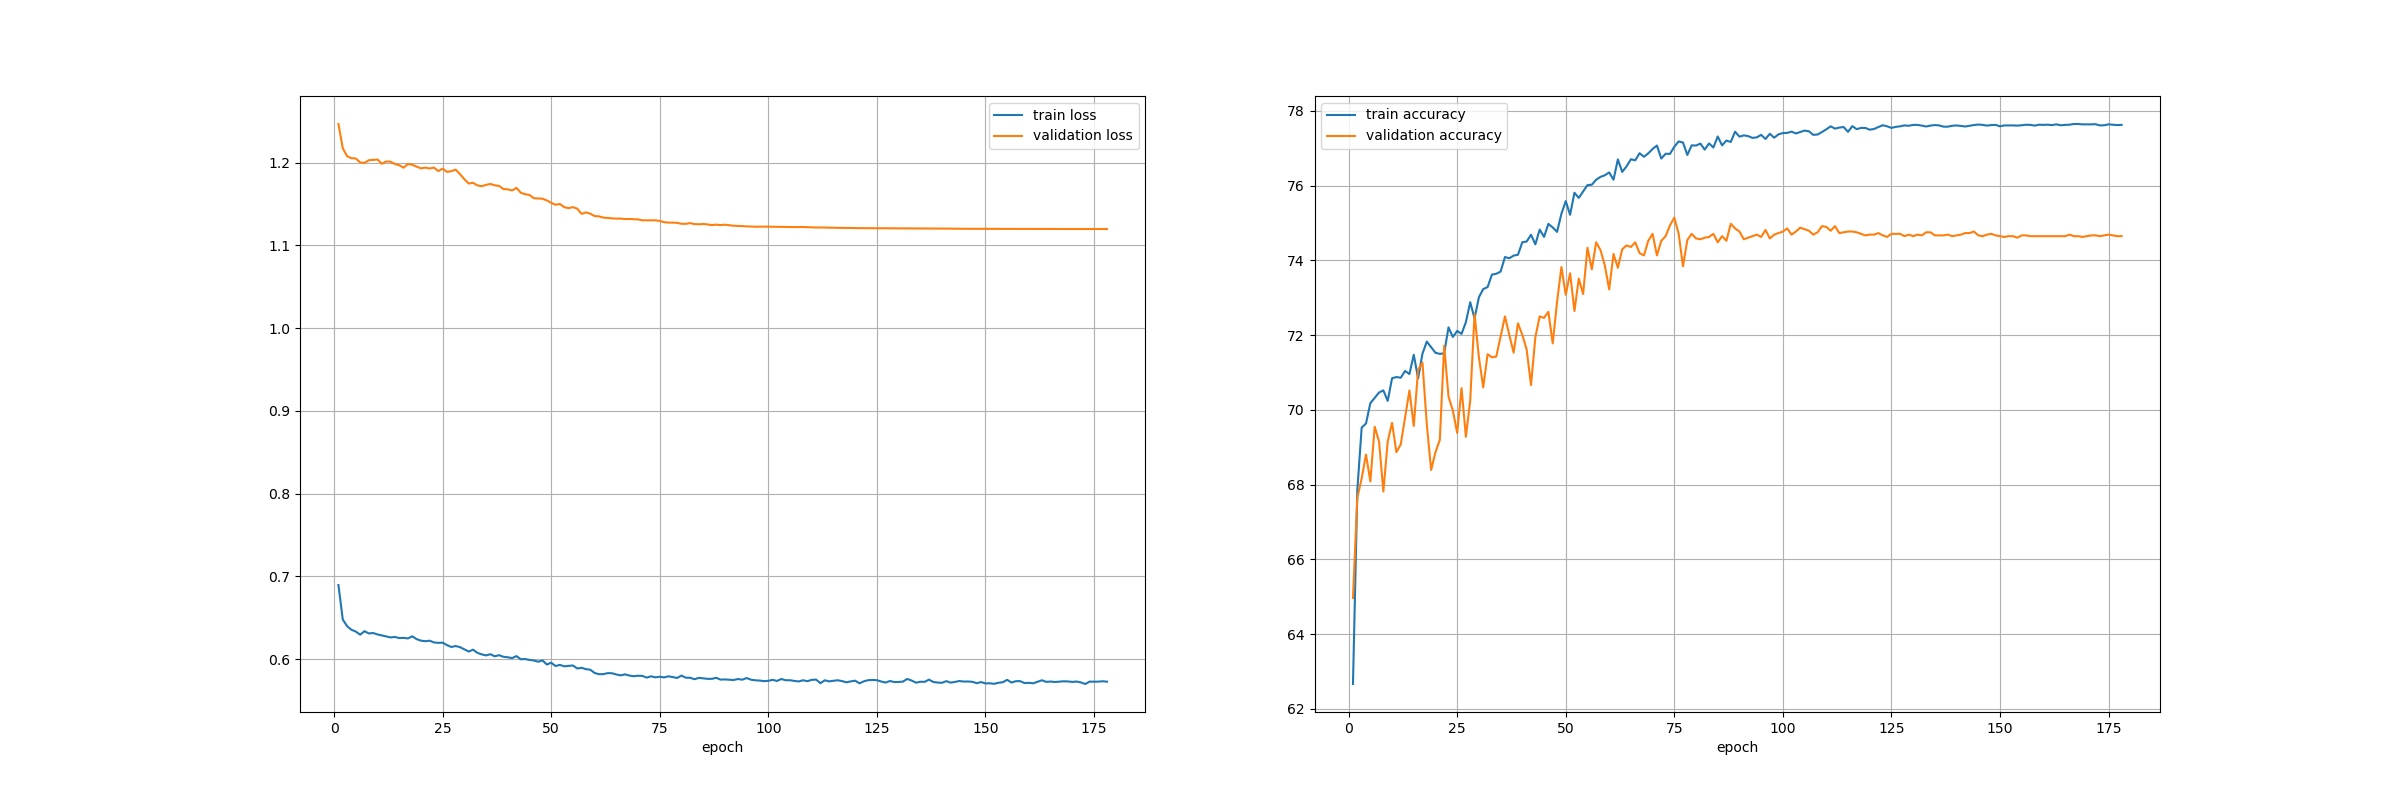 train loss
validation loss
1.2
1.1
1.0
0.9
0.8
0.7
0.6
0 25 50 75 100 125 150 175
epoch
train accuracy
validation accuracy
78
76
74
72
70
68
66
64
62
0 25 50 75 100 125 150 175
epoch